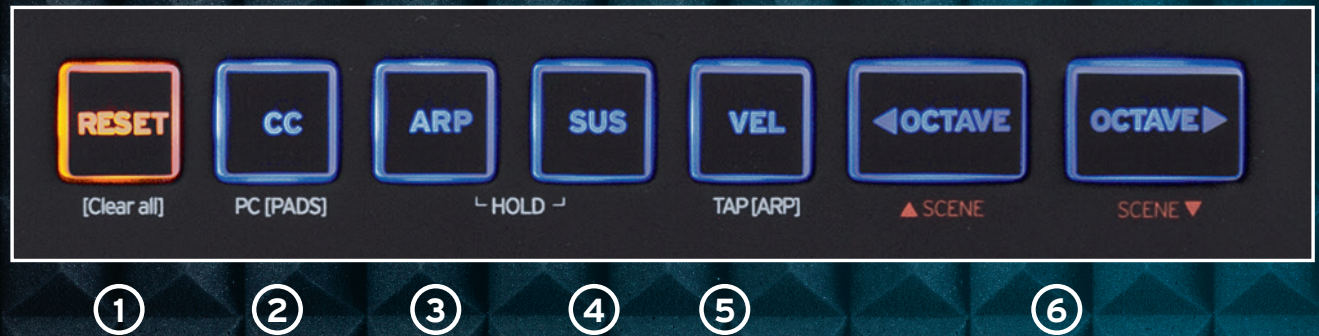 RESET CC ARP SUS VEL ◀OCTAVE OCTAVE▶
[Clear all] PC [PADS] HOLD TAP [ARP] ▲ SCENE SCENE ▼
1 2 3 4 5 6